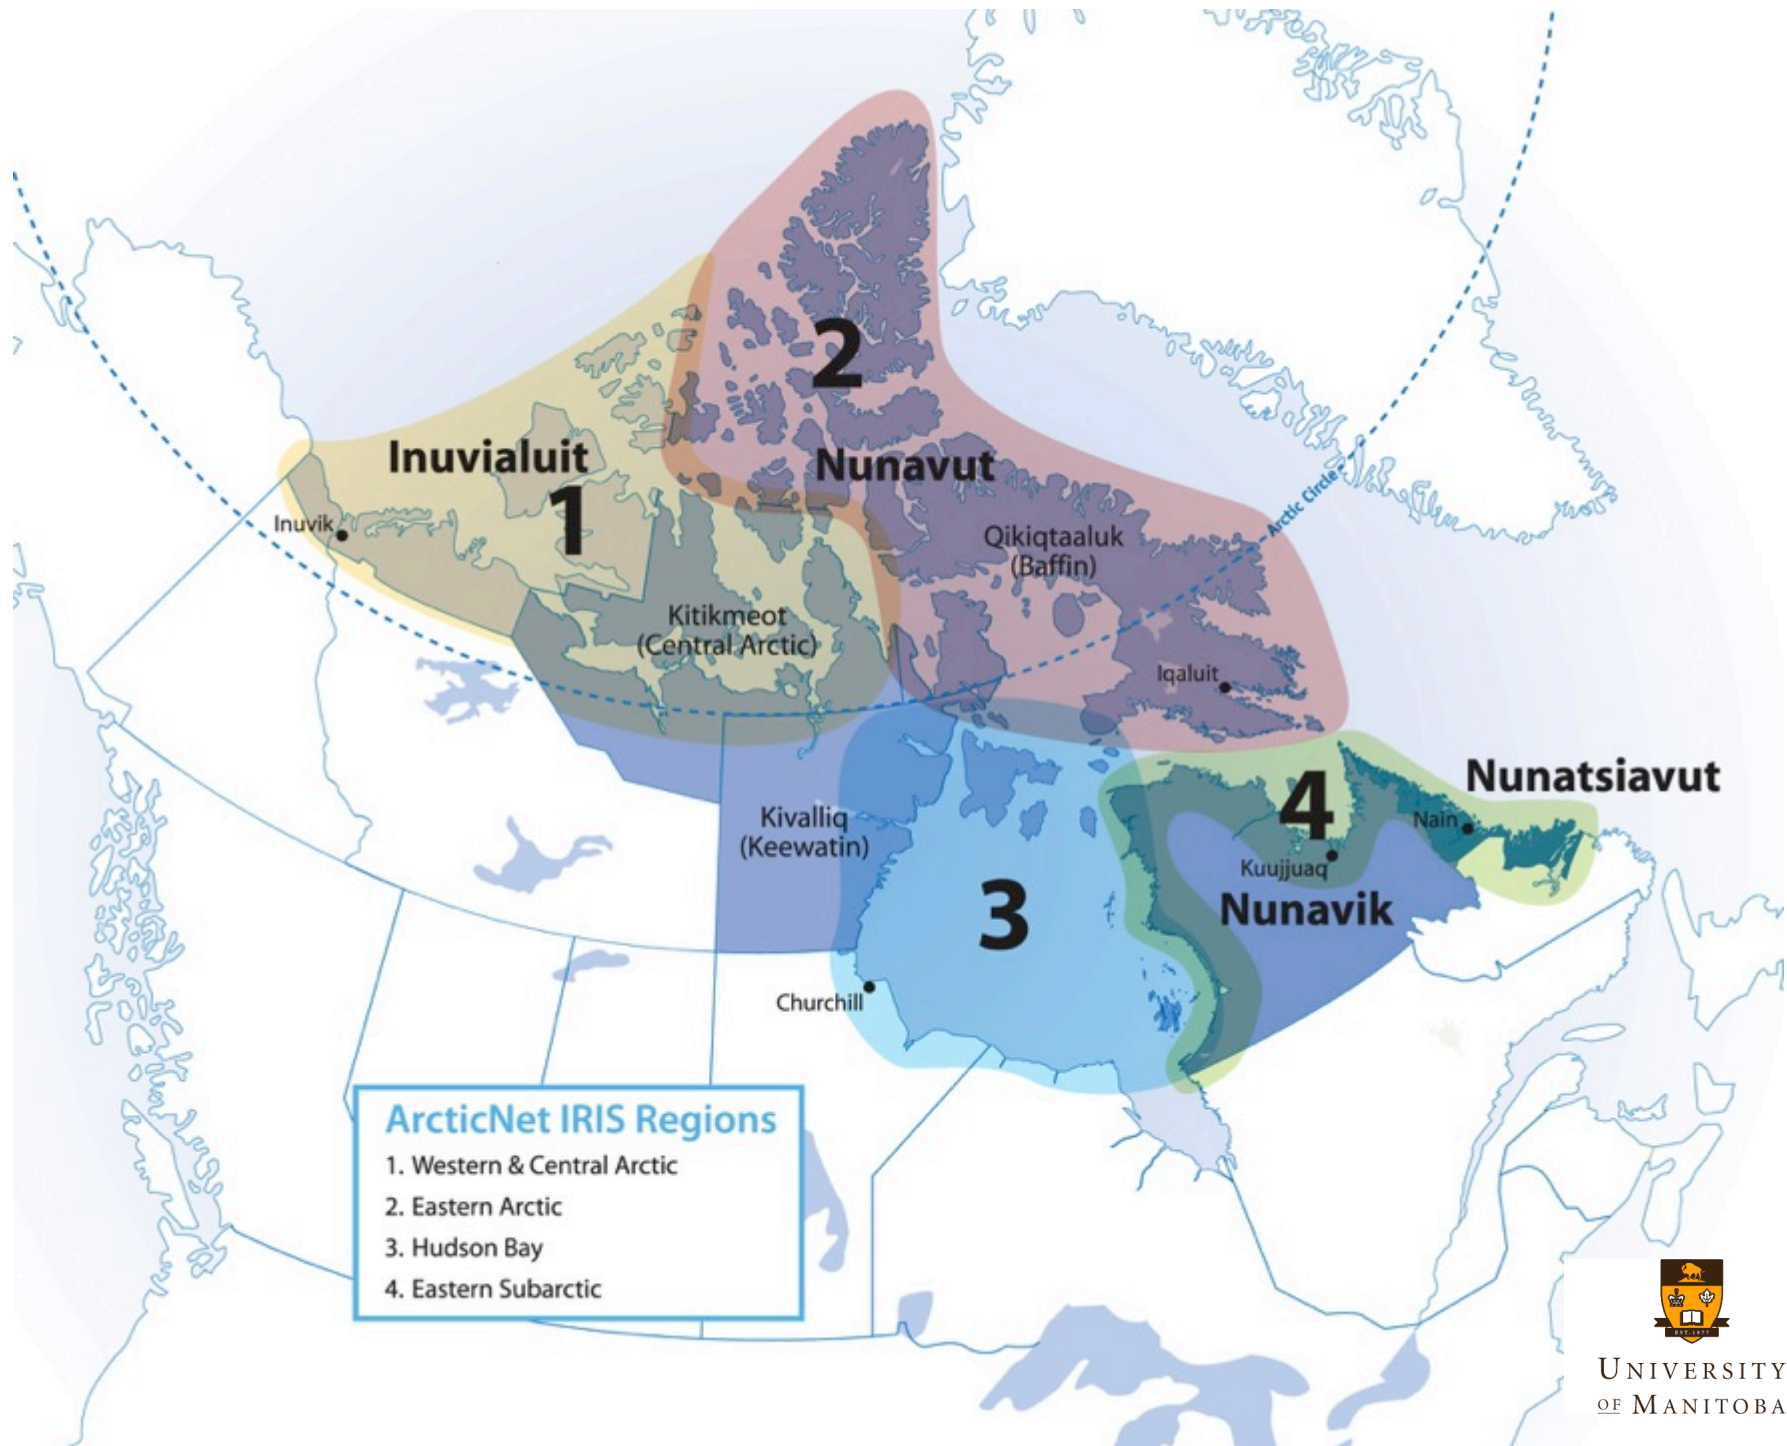 2
Inuvialuit
Nunavut
1
Inuvik
Arctic Circle
Qikiqtaaluk
(Baffin)
Kitikmeot
(Central Arctic)
Iqaluit
Nunatsiavut
4
Kivalliq
(Keewatin)
Nain
Kuujjuaq
3
Nunavik
Churchill
ArcticNet IRIS Regions
1. Western & Central Arctic
2. Eastern Arctic
3. Hudson Bay
4. Eastern Subarctic
EST. 1877
UNIVERSITY
OF MANITOBA